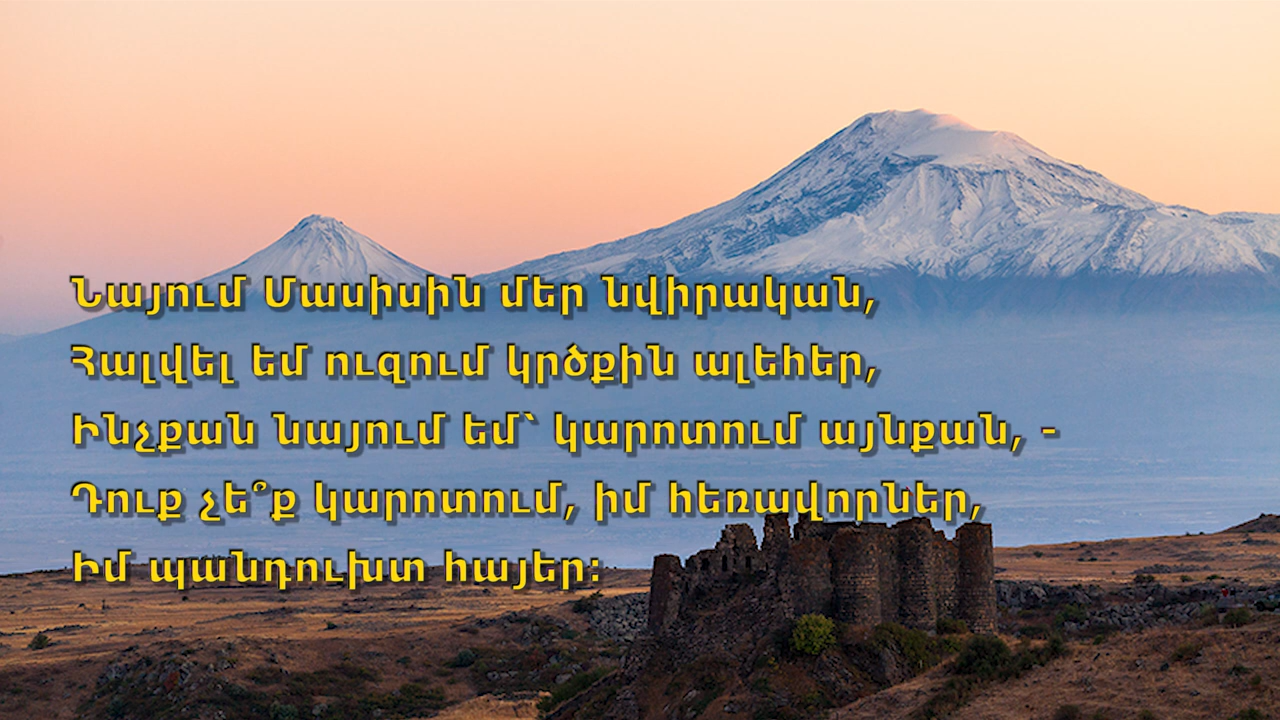 Նայում Մասիսին մեր նվիրական,
Հալվել եմ ուզում կրծքին ալեհեր,
Ինչքան նայում եմ՝ կարոտում այնքան, -
Դուք չե՞ք կարոտում, իմ հեռավորներ,
Իմ պանդուխտ հայեր: